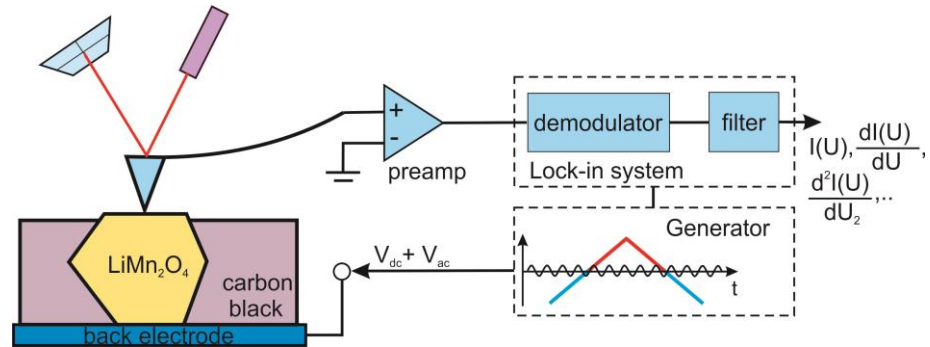 +
-
preamp
demodulator
filter
Lock-in system
I(U), dI(U)/dU,
d²I(U)/dU₂,..
Generator
t
V_dc + V_ac
LiMn₂O₄
carbon
black
back electrode